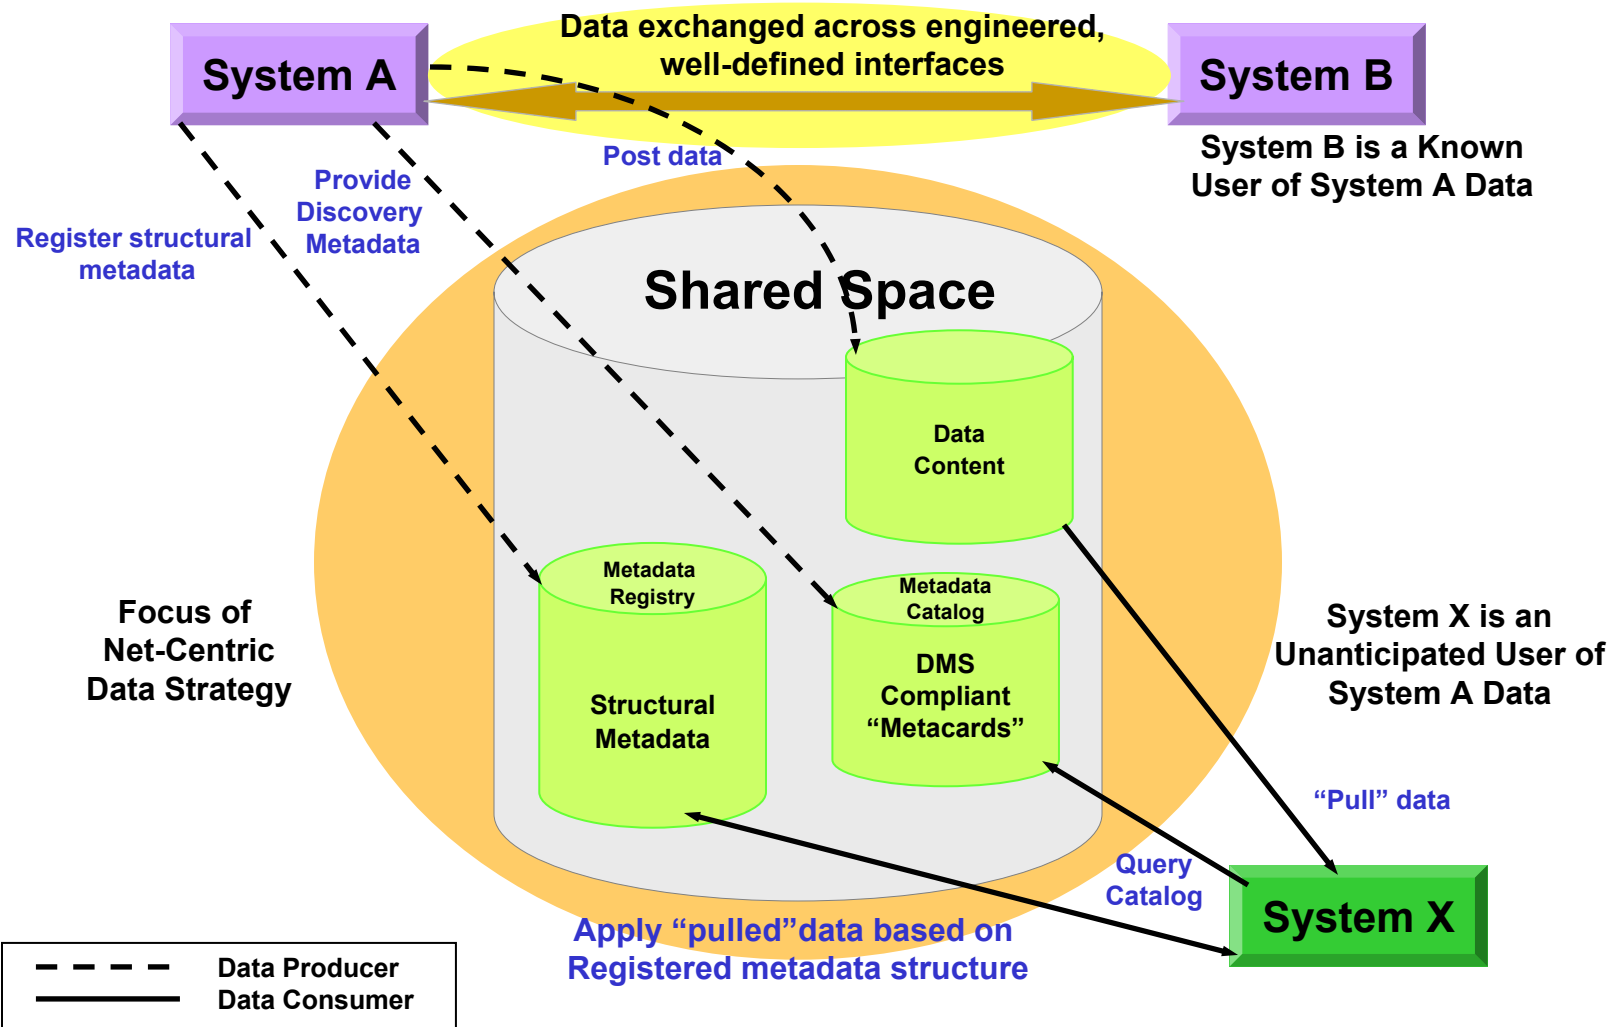 Data exchanged across engineered,
well-defined interfaces
System A
System B
System B is a Known
User of System A Data
Post data
Provide
Discovery
Metadata
Register structural
metadata
Shared Space
Data
Content
Metadata
Registry
Structural
Metadata
Metadata
Catalog
DMS
Compliant
“Metacards”
Focus of
Net-Centric
Data Strategy
System X is an
Unanticipated User of
System A Data
“Pull” data
Query
Catalog
System X
Apply “pulled”data based on
Registered metadata structure
Data Producer
Data Consumer